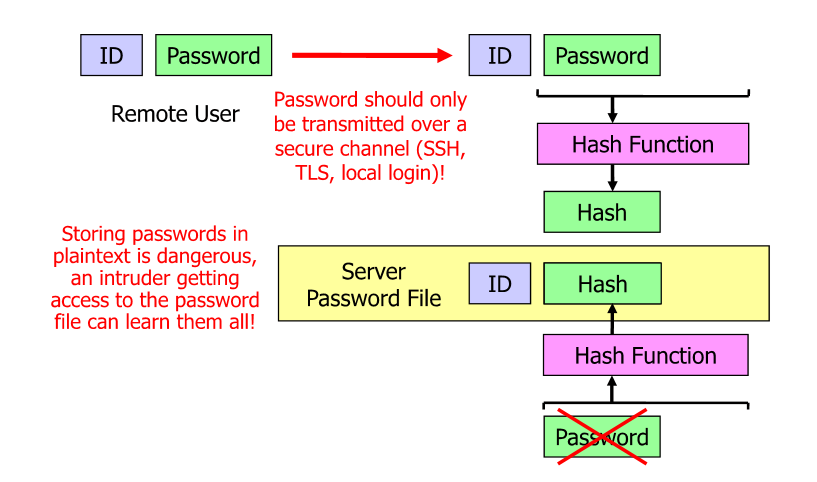 ID Password ID Password
Remote User
Password should only
be transmitted over a
secure channel (SSH,
TLS, local login)!
Hash Function
Hash
Storing passwords in
plaintext is dangerous,
an intruder getting
access to the password
file can learn them all!
Server
Password File
ID Hash
Hash Function
Password